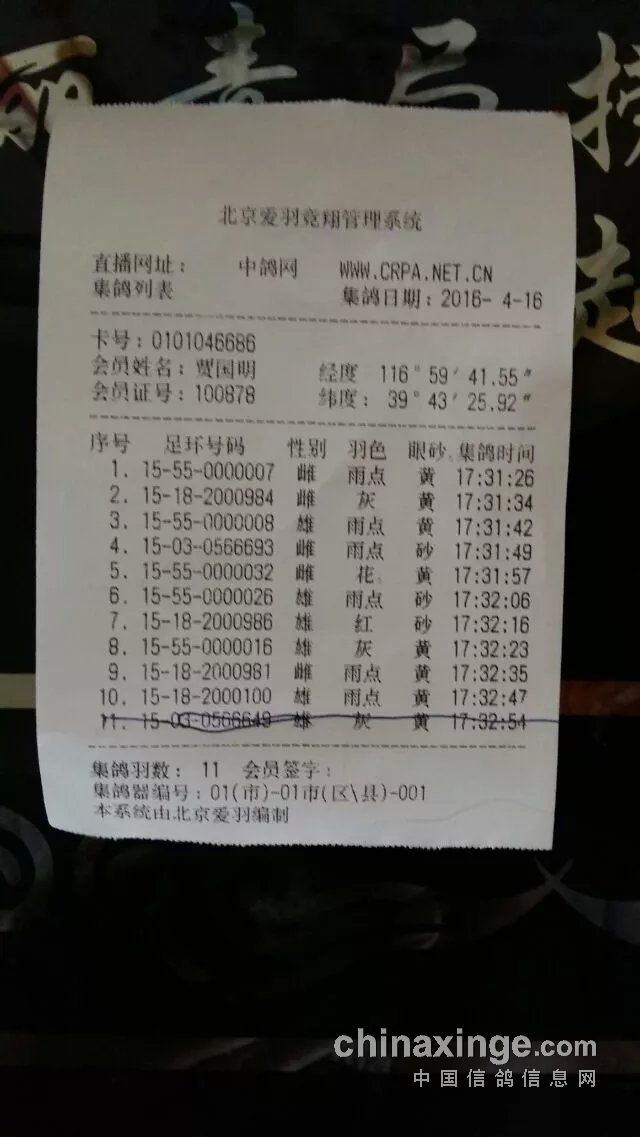 丽青局
北京爱羽竞翔管理系统
直播网址： 中鸽网 WWW.CRPA.NET.CN
集鸽列表 集鸽日期：2016- 4-16
卡号：0101046686
会员姓名：贾国明 经度 116°59′41.55″
会员证号：100878 纬度：39°43′25.92″
序号 足环号码 性别 羽色 眼砂 集鸽时间
1. 15-55-0000007 雌 雨点 黄 17:31:26
2. 15-18-2000984 雌 灰 黄 17:31:34
3. 15-55-0000008 雄 雨点 黄 17:31:42
4. 15-03-0566693 雌 雨点 砂 17:31:49
5. 15-55-0000032 雌 花 黄 17:31:57
6. 15-55-0000026 雄 雨点 砂 17:32:06
7. 15-18-2000986 雄 红 砂 17:32:16
8. 15-55-0000016 雄 灰 黄 17:32:23
9. 15-18-2000981 雌 雨点 黄 17:32:35
10. 15-18-2000100 雄 雨点 黄 17:32:47
11. 15-03-0566649 雄 灰 黄 17:32:54
集鸽羽数： 11 会员签字：
集鸽器编号：01(市)-01市(区\县)-001
本系统由北京爱羽编制
chinaxinge.com
中国信鸽信息网